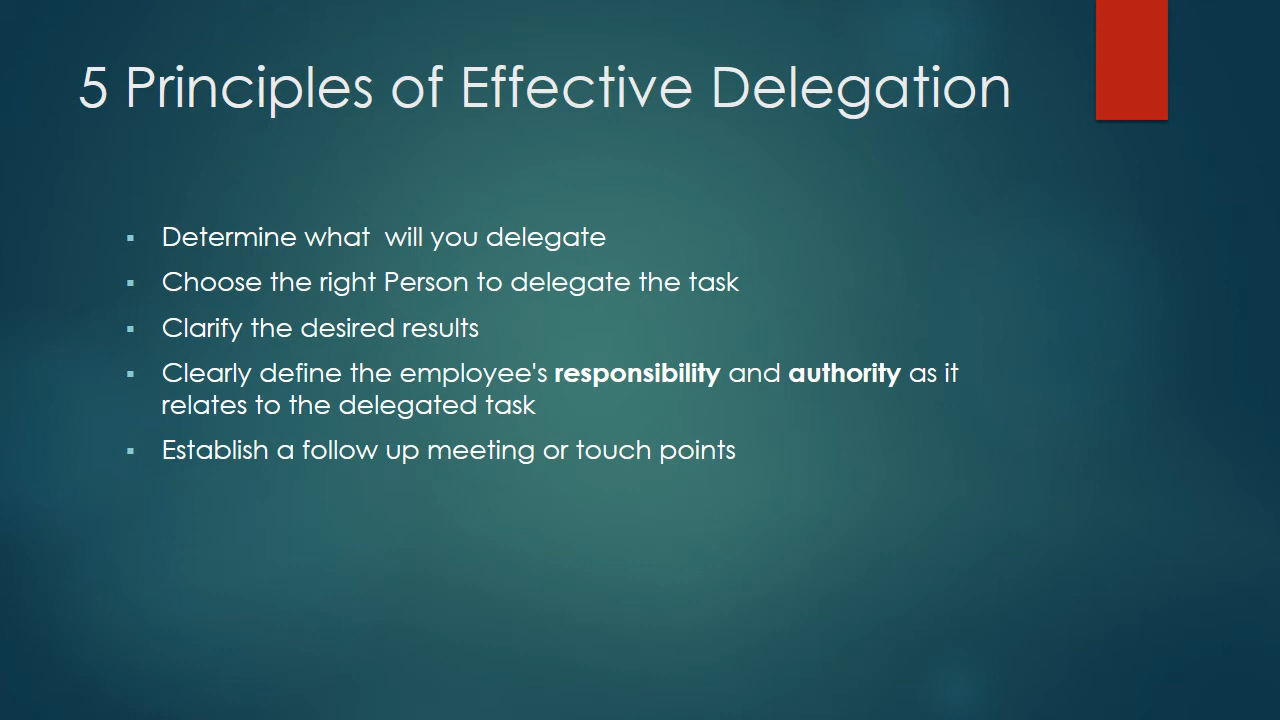 5 Principles of Effective Delegation
▪ Determine what  will you delegate
▪ Choose the right Person to delegate the task
▪ Clarify the desired results
▪ Clearly define the employee's responsibility and authority as it
relates to the delegated task
▪ Establish a follow up meeting or touch points